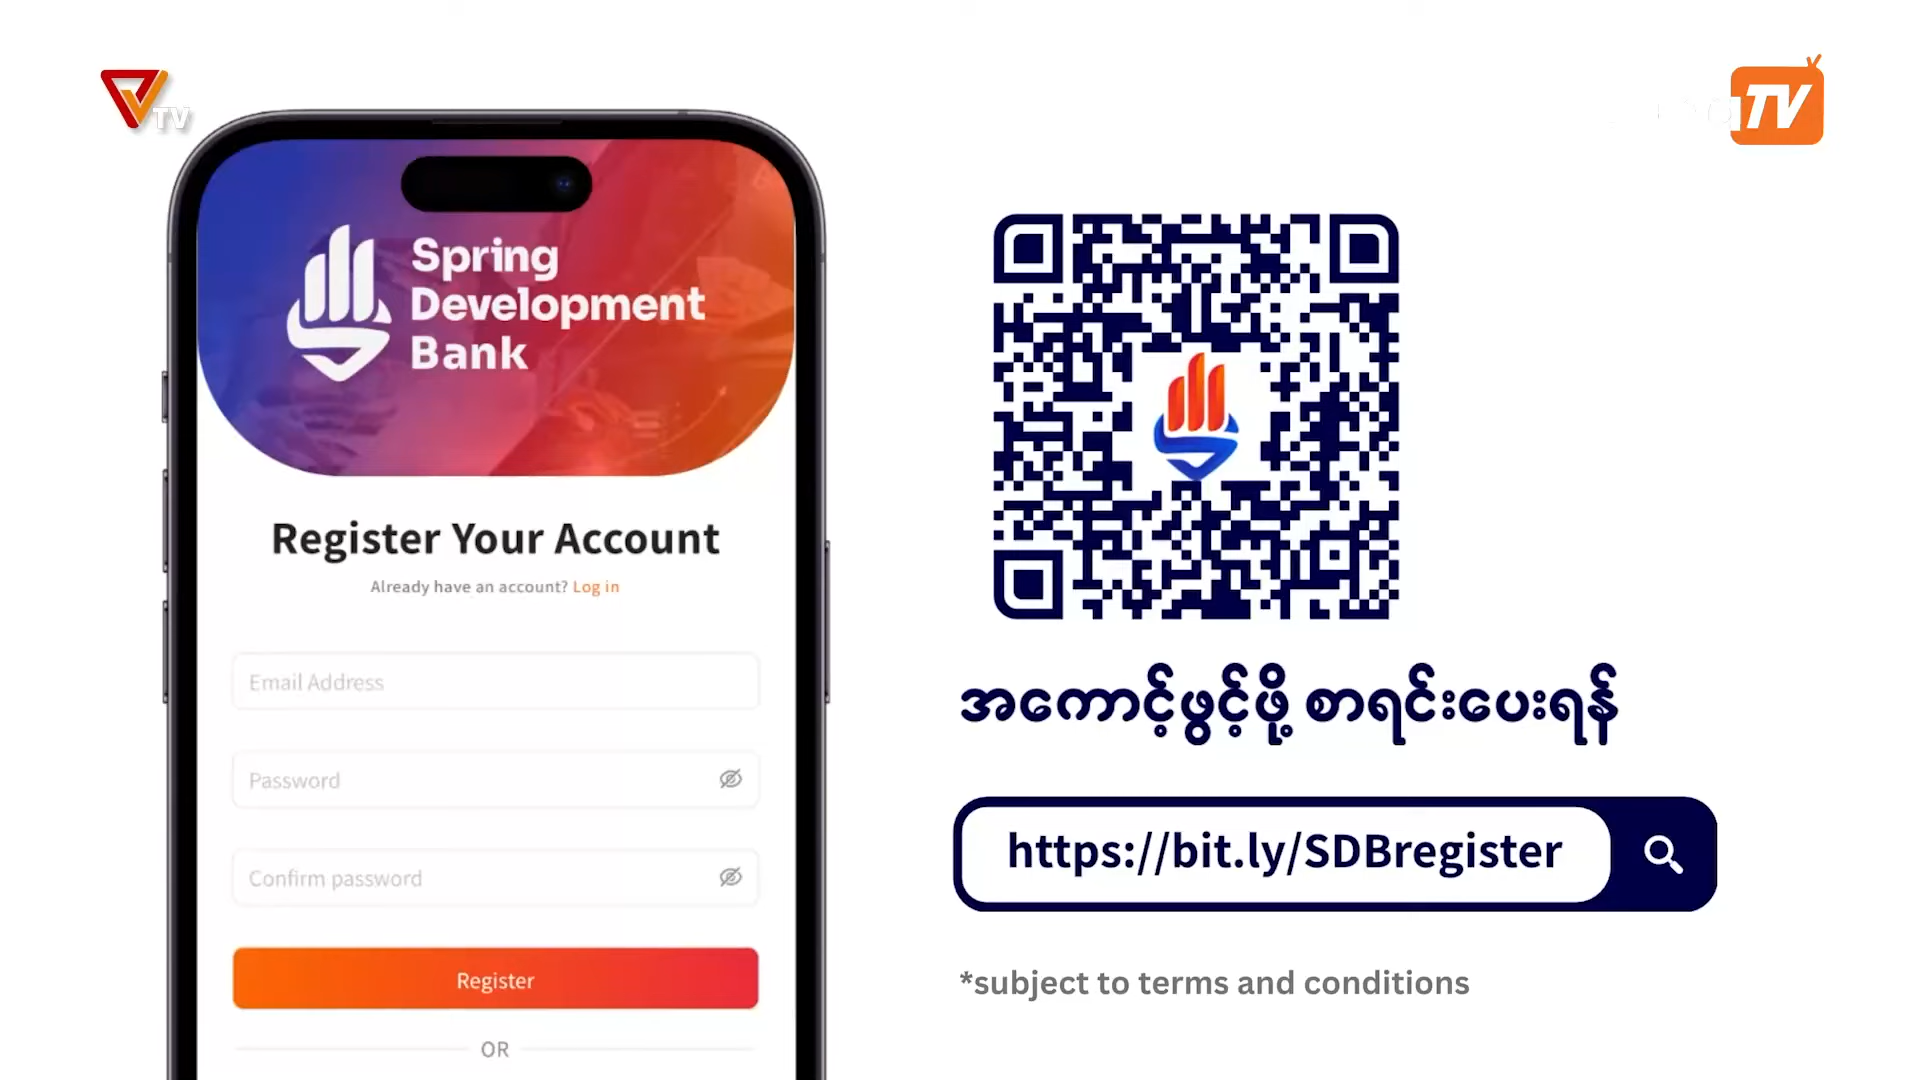 TV
TV
Spring
Development
Bank
Register Your Account
Already have an account? Log in
Email Address
Password
Confirm password
Register
OR
အကောင့်ဖွင့်ဖို့ စာရင်းပေးရန်
https://bit.ly/SDBregister
*subject to terms and conditions